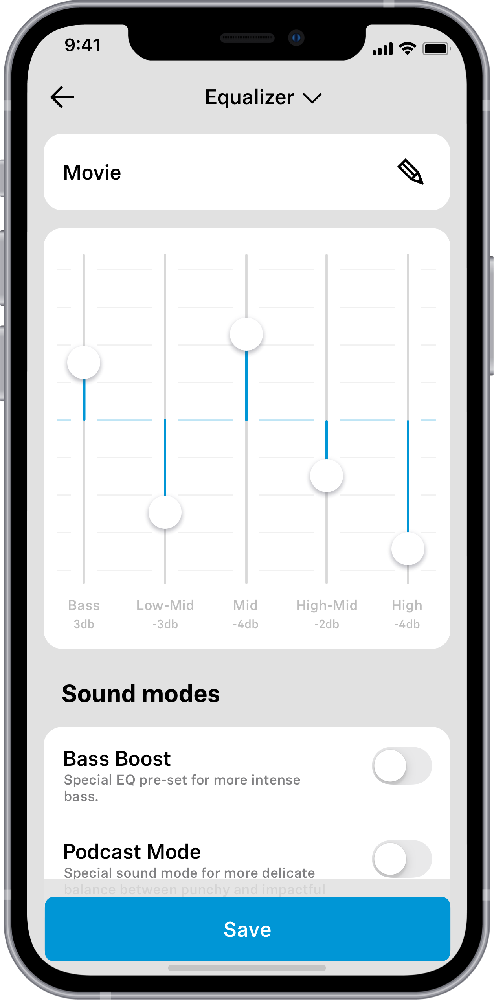 9:41
Equalizer
Movie
Bass Low-Mid Mid High-Mid High
3db -3db -4db -2db -4db
Sound modes
Bass Boost
Special EQ pre-set for more intense
bass.
Podcast Mode
Special sound mode for more delicate
balance between punchy and impactful
Save